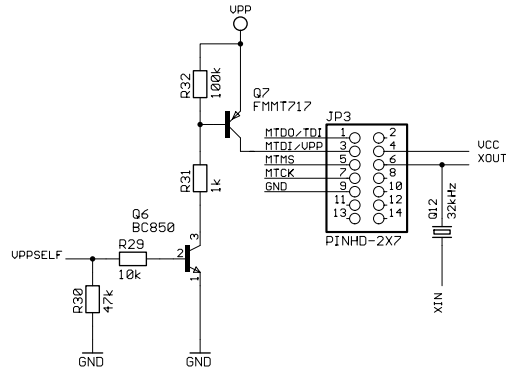 VPP
R32
100k
Q7
FMMT717
JP3
MTDO/TDI 1 2
MTDI/VPP 3 4 VCC
MTMS 5 6 XOUT
MTCK 7 8
GND 9 10
11 12
13 14
PINHD-2X7
R31
1k
Q12
32kHz
XIN
Q6
BC850
3
2
1
VPPSELF
R29
10k
R30
47k
GND
GND